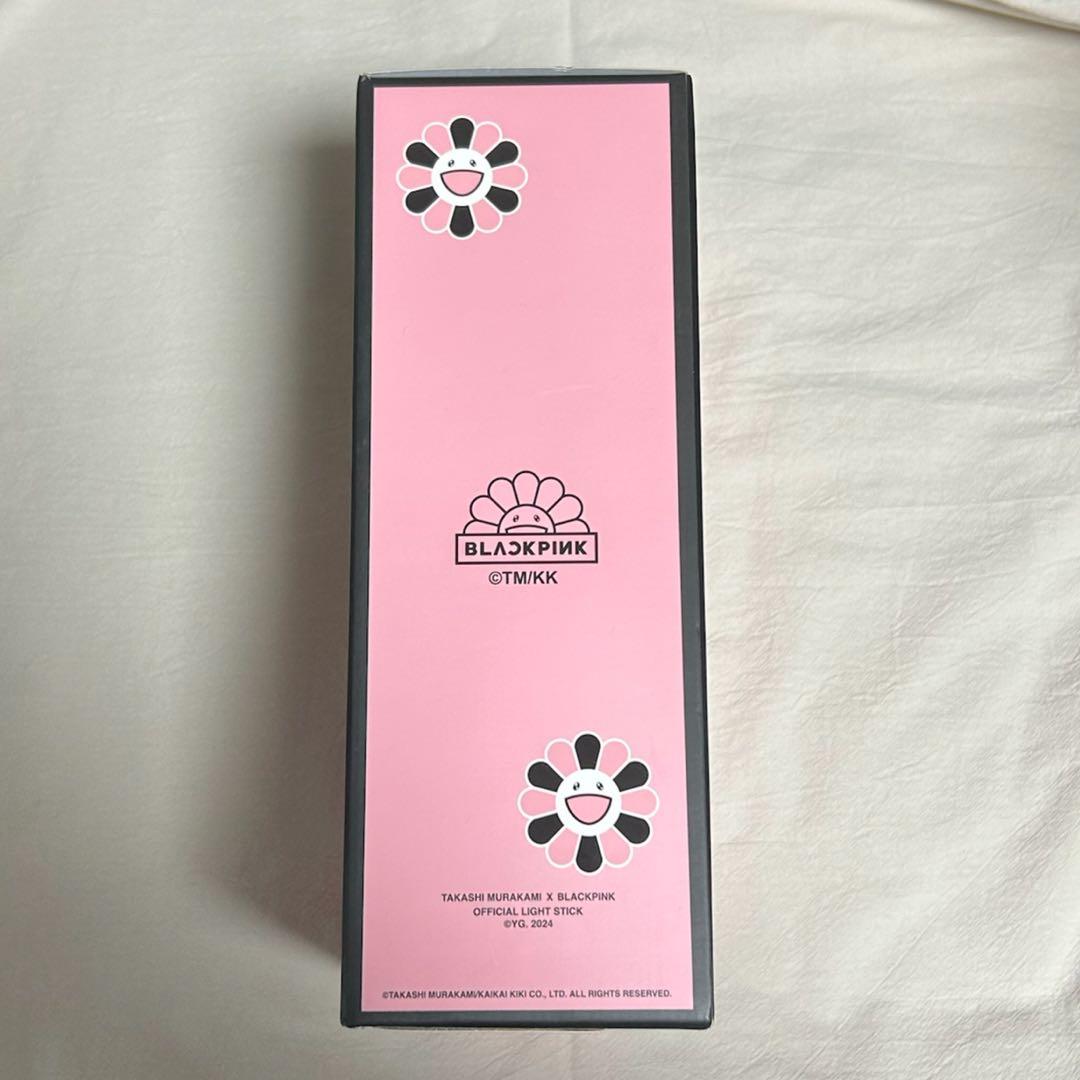 BLACKPINK
©TM/KK
TAKASHI MURAKAMI X BLACKPINK
OFFICIAL LIGHT STICK
©YG. 2024
©TAKASHI MURAKAMI/KAIKAI KIKI CO., LTD. ALL RIGHTS RESERVED.